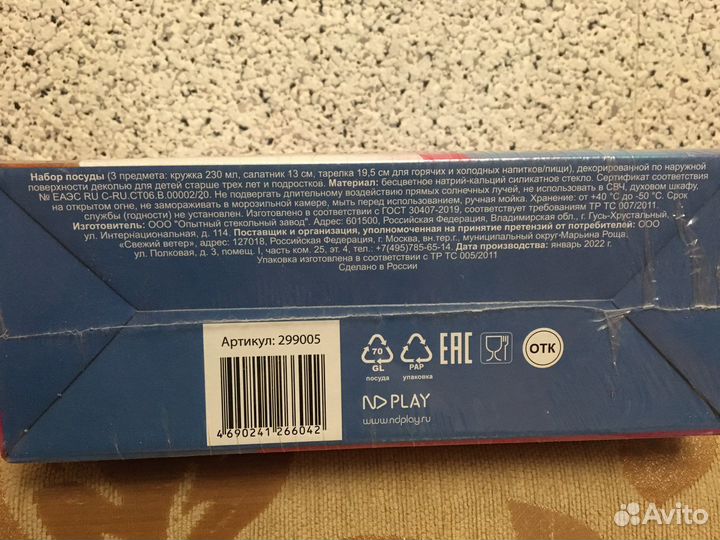 Набор посуды (3 предмета: кружка 230 мл, салатник 13 см, тарелка 19,5 см для горячих и холодных напитков/пищи), декорированной по наружной
поверхности деколью для детей старше трех лет и подростков. Материал: бесцветное натрий-кальций силикатное стекло. Сертификат соответствия
№ ЕАЭС RU C-RU.CT06.B.00002/20. Не подвергать длительному воздействию прямых солнечных лучей, не использовать в СВЧ, духовом шкафу,
на открытом огне, не замораживать в морозильной камере, мыть перед использованием, ручная мойка. Хранение: от +40 °С до -50 °С. Срок
службы (годности) не установлен. Изготовлено в соответствии с ГОСТ 30407-2019, соответствует требованиям ТР ТС 007/2011.
Изготовитель: ООО "Опытный стекольный завод". Адрес: 601500, Российская Федерация, Владимирская обл., г. Гусь-Хрустальный,
ул. Интернациональная, д. 114. Поставщик и организация, уполномоченная на принятие претензий от потребителей: ООО
«Свежий ветер», адрес: 127018, Российская Федерация, г. Москва, вн.тер.г., муниципальный округ-Марьина Роща,
ул. Полковая, д. 3, помещ. I, часть ком. 25, эт. 4, тел.: +7(495)785-65-14. Дата производства: январь 2022 г.
Упаковка изготовлена в соответствии с ТР ТС 005/2011
Сделано в России
Артикул: 299005
4 690241 266042
70
GL
посуда
PAP
упаковка
EAC
ОТК
ND PLAY
www.ndplay.ru
Avito